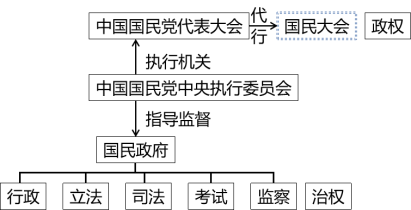 中国国民党代表大会 代行 国民大会 政权
执行机关
中国国民党中央执行委员会
指导监督
国民政府
行政 立法 司法 考试 监察 治权